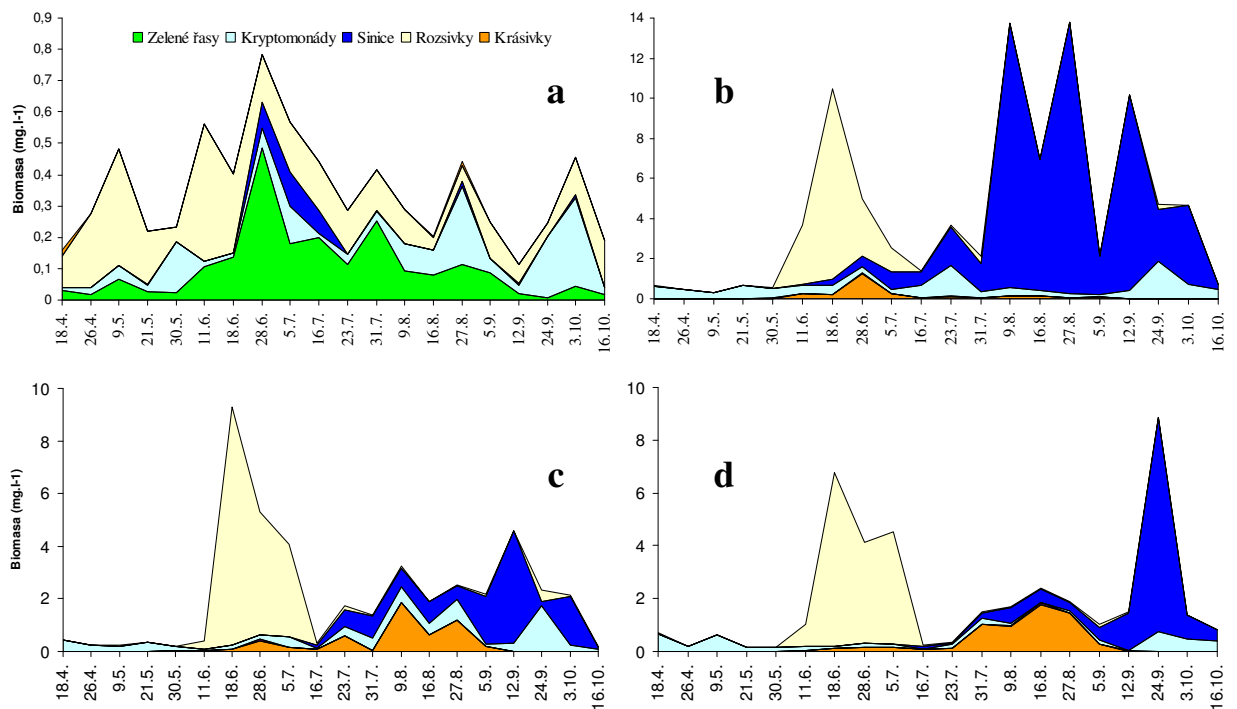 Zelené řasy Kryptomonády Sinice Rozsivky Krásivky
a
Biomasa (mg.l-1)
0,9
0,8
0,7
0,6
0,5
0,4
0,3
0,2
0,1
0
18.4. 26.4. 9.5. 21.5. 30.5. 11.6. 18.6. 28.6. 5.7. 16.7. 23.7. 31.7. 9.8. 16.8. 27.8. 5.9. 12.9. 24.9. 3.10. 16.10.
b
14
12
10
8
6
4
2
0
18.4. 26.4. 9.5. 21.5. 30.5. 11.6. 18.6. 28.6. 5.7. 16.7. 23.7. 31.7. 9.8. 16.8. 27.8. 5.9. 12.9. 24.9. 3.10. 16.10.
c
Biomasa (mg.l-1)
10
8
6
4
2
0
18.4. 26.4. 9.5. 21.5. 30.5. 11.6. 18.6. 28.6. 5.7. 16.7. 23.7. 31.7. 9.8. 16.8. 27.8. 5.9. 12.9. 24.9. 3.10. 16.10.
d
10
8
6
4
2
0
18.4. 26.4. 9.5. 21.5. 30.5. 11.6. 18.6. 28.6. 5.7. 16.7. 23.7. 31.7. 9.8. 16.8. 27.8. 5.9. 12.9. 24.9. 3.10. 16.10.